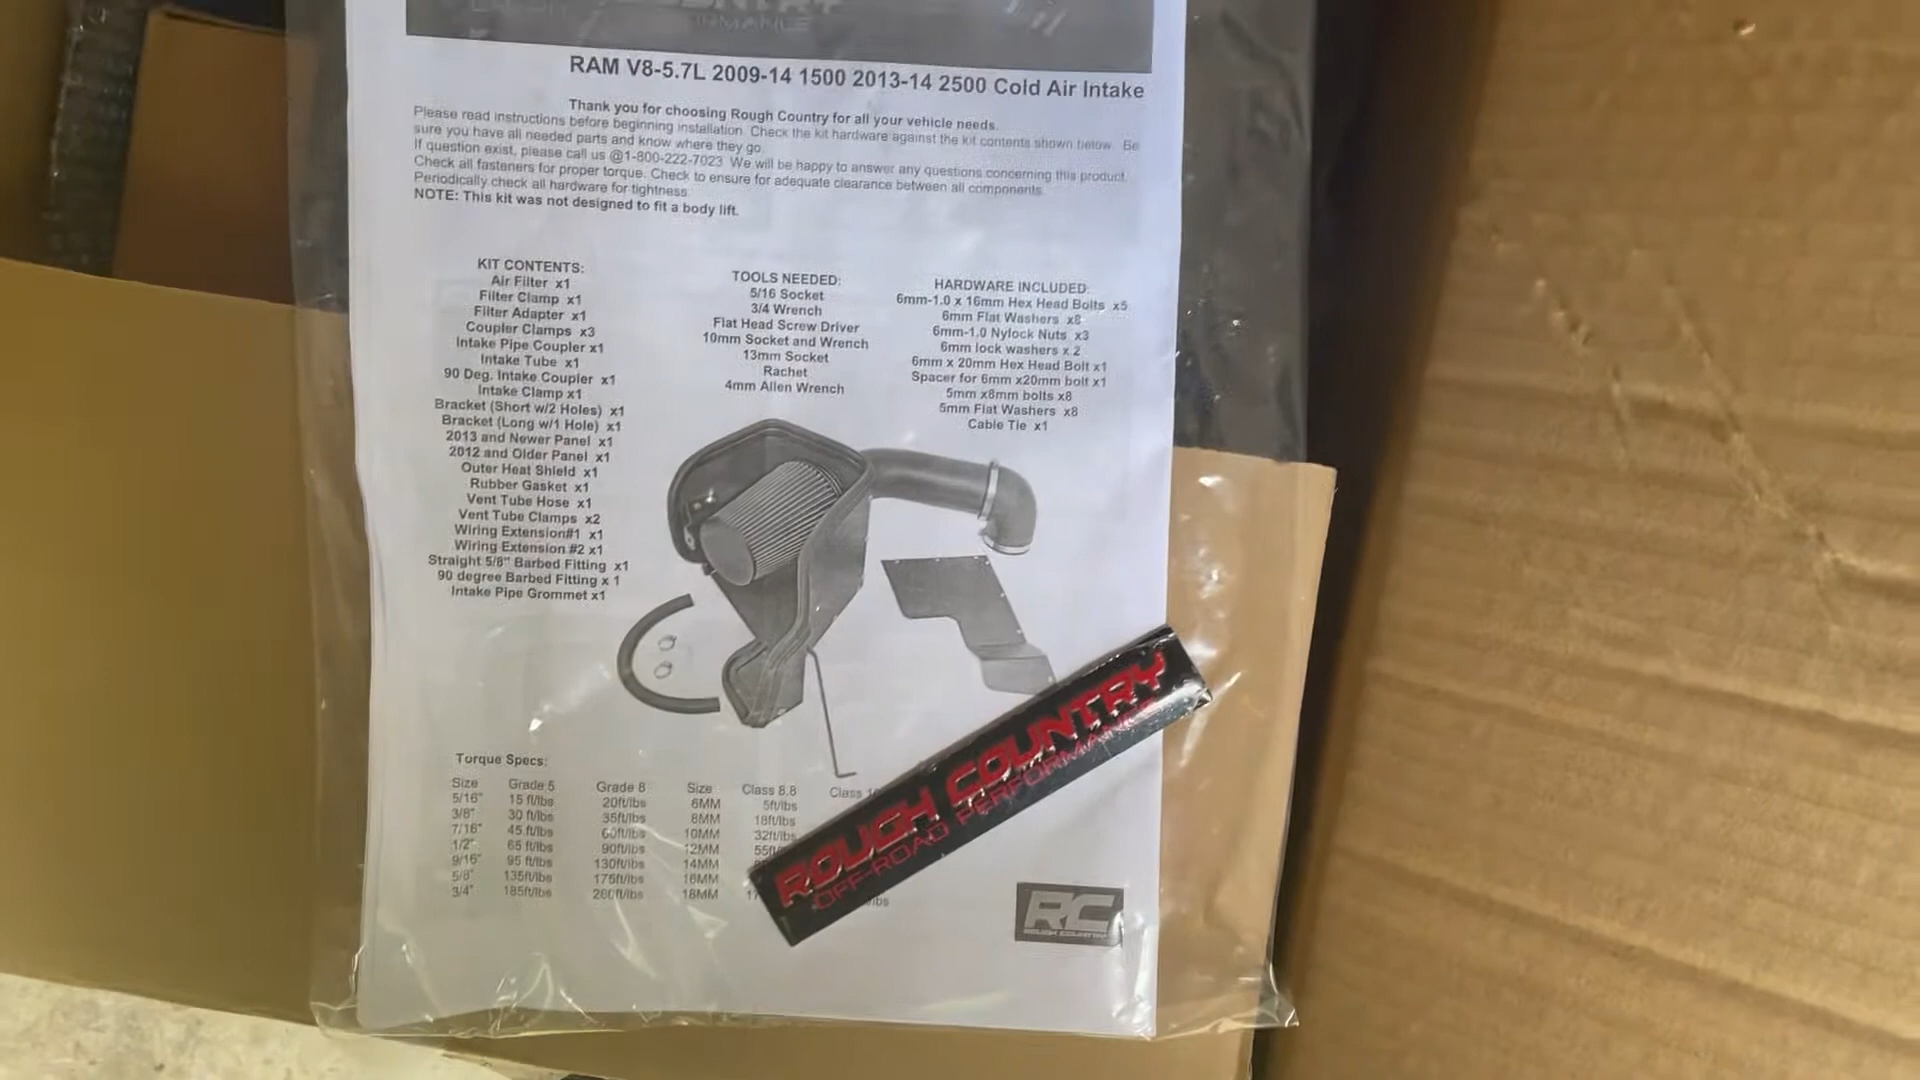 RAM V8-5.7L 2009-14 1500 2013-14 2500 Cold Air Intake
Thank you for choosing Rough Country for all your vehicle needs.
Please read instructions before beginning installation. Check the kit hardware against the kit contents shown below. Be
sure you have all needed parts and know where they go.
If question exist, please call us @1-800-222-7023 We will be happy to answer any questions concerning this product.
Check all fasteners for proper torque. Check to ensure for adequate clearance between all components.
Periodically check all hardware for tightness.
NOTE: This kit was not designed to fit a body lift.
KIT CONTENTS:
Air Filter x1
Filter Clamp x1
Filter Adapter x1
Coupler Clamps x3
Intake Pipe Coupler x1
Intake Tube x1
90 Deg. Intake Coupler x1
Intake Clamp x1
Bracket (Short w/2 Holes) x1
Bracket (Long w/1 Hole) x1
2013 and Newer Panel x1
2012 and Older Panel x1
Outer Heat Shield x1
Rubber Gasket x1
Vent Tube Hose x1
Vent Tube Clamps x2
Wiring Extension#1 x1
Wiring Extension #2 x1
Straight 5/8" Barbed Fitting x1
90 degree Barbed Fitting x 1
Intake Pipe Grommet x1
TOOLS NEEDED:
5/16 Socket
3/4 Wrench
Flat Head Screw Driver
10mm Socket and Wrench
13mm Socket
Rachet
4mm Allen Wrench
HARDWARE INCLUDED:
6mm-1.0 x 16mm Hex Head Bolts x5
6mm Flat Washers x8
6mm-1.0 Nylock Nuts x3
6mm lock washers x 2
6mm x 20mm Hex Head Bolt x1
Spacer for 6mm x20mm bolt x1
5mm x8mm bolts x8
5mm Flat Washers x8
Cable Tie x1
Torque Specs:
Size Grade 5 Grade 8 Size Class 8.8 Class
5/16" 15 ft/lbs 20ft/lbs 6MM 5ft/lbs
3/8" 30 ft/lbs 35ft/lbs 8MM 18ft/lbs
7/16" 45 ft/lbs 60ft/lbs 10MM 32ft/lbs
1/2" 65 ft/lbs 90ft/lbs 12MM
9/16" 95 ft/lbs 130ft/lbs 14MM
5/8" 135ft/lbs 175ft/lbs 16MM
3/4" 185ft/lbs 280ft/lbs 18MM
ROUGH COUNTRY
OFF-ROAD PERFORMANCE
RC
ROUGH COUNTRY